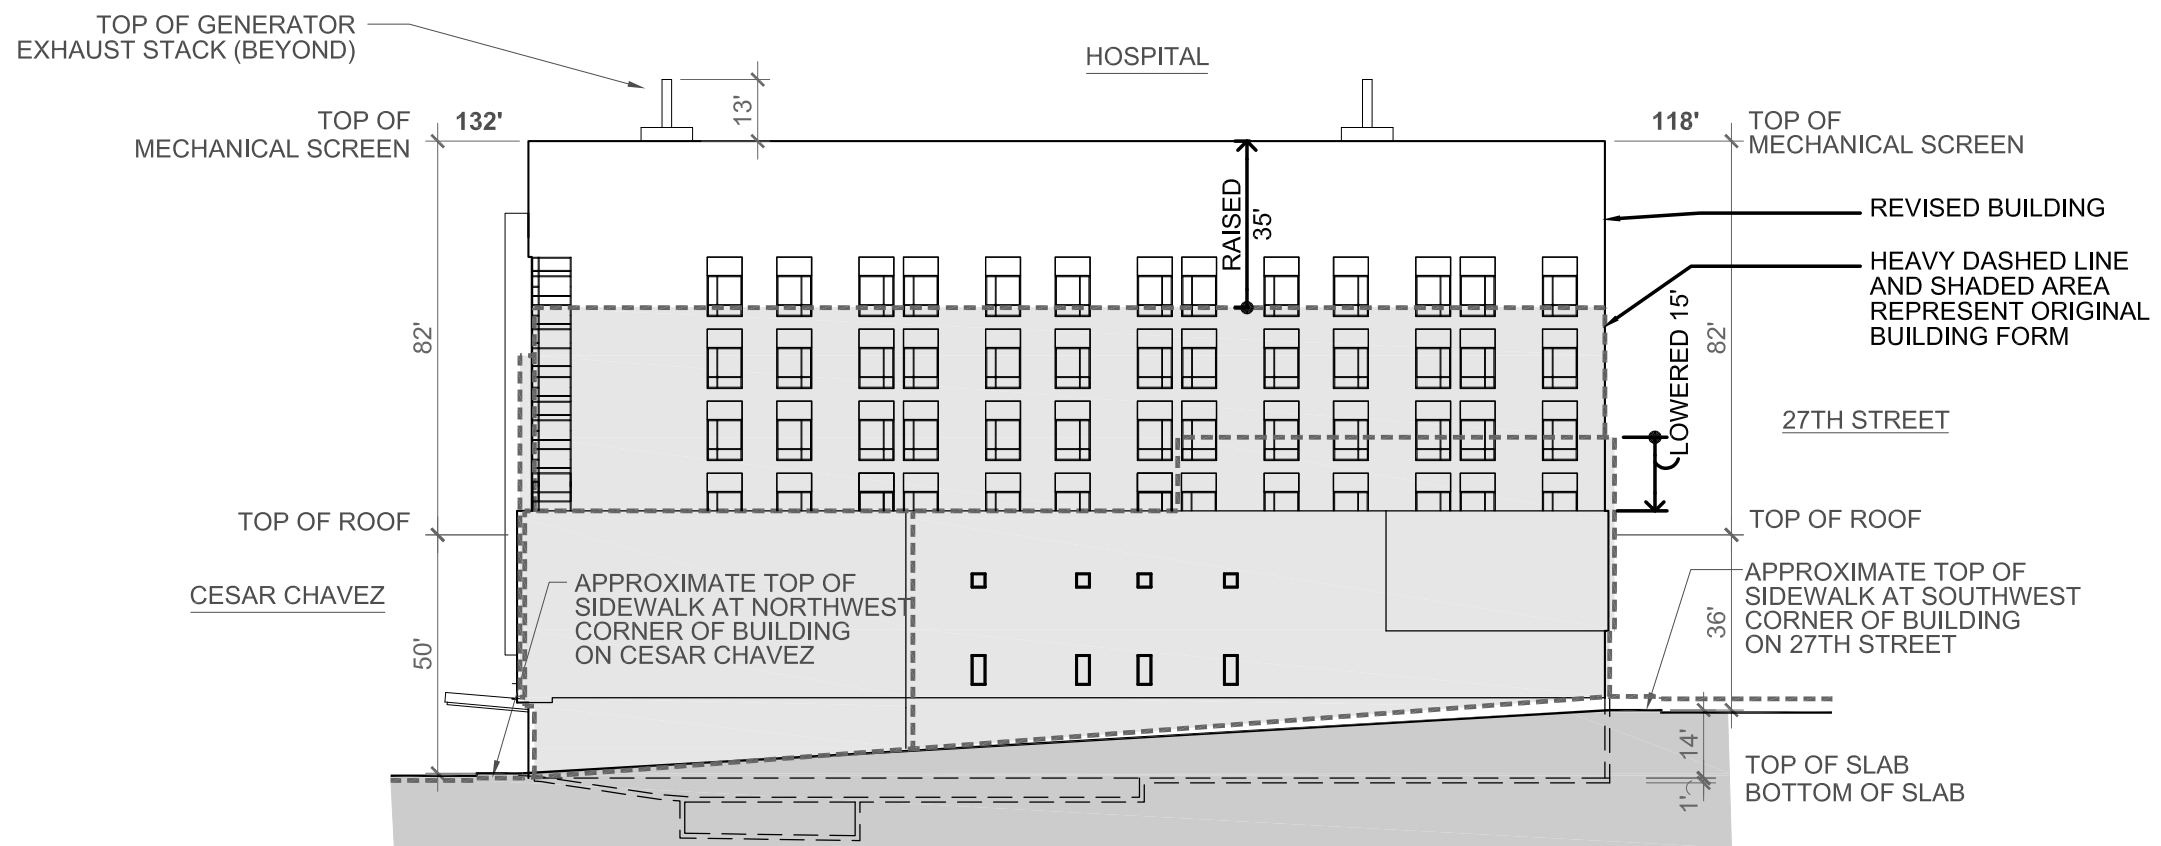 TOP OF GENERATOR
EXHAUST STACK (BEYOND)
HOSPITAL
13'
TOP OF
MECHANICAL SCREEN
132'
118'
TOP OF
MECHANICAL SCREEN
RAISED
35'
REVISED BUILDING
HEAVY DASHED LINE
AND SHADED AREA
REPRESENT ORIGINAL
BUILDING FORM
82'
LOWERED 15'
82'
27TH STREET
TOP OF ROOF
TOP OF ROOF
CESAR CHAVEZ
APPROXIMATE TOP OF
SIDEWALK AT NORTHWEST
CORNER OF BUILDING
ON CESAR CHAVEZ
50'
36'
APPROXIMATE TOP OF
SIDEWALK AT SOUTHWEST
CORNER OF BUILDING
ON 27TH STREET
14'
1'
TOP OF SLAB
BOTTOM OF SLAB